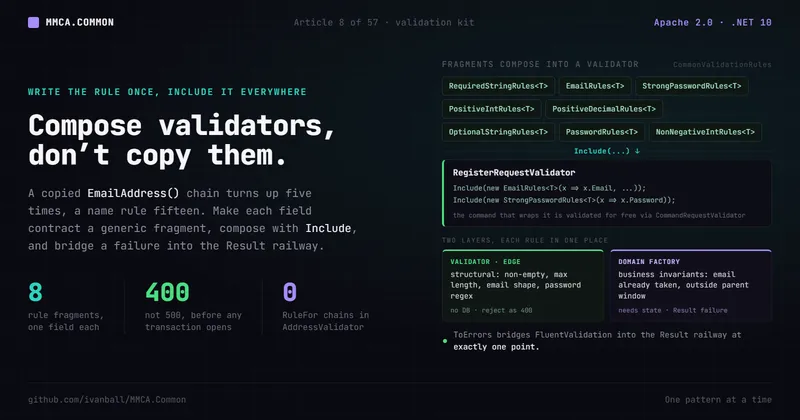 MMCA.COMMON
Article 8 of 57 · validation kit
Apache 2.0 · .NET 10
WRITE THE RULE ONCE, INCLUDE IT EVERYWHERE
Compose validators,
don't copy them.
A copied EmailAddress() chain turns up five
times, a name rule fifteen. Make each field
contract a generic fragment, compose with Include,
and bridge a failure into the Result railway.
8
rule fragments,
one field each
400
not 500, before any
transaction opens
0
RuleFor chains in
AddressValidator
FRAGMENTS COMPOSE INTO A VALIDATOR
CommonValidationRules
RequiredStringRules<T>
EmailRules<T>
StrongPasswordRules<T>
PositiveIntRules<T>
PositiveDecimalRules<T>
OptionalStringRules<T>
PasswordRules<T>
NonNegativeIntRules<T>
Include(...) ↓
RegisterRequestValidator
Include(new EmailRules<T>(x => x.Email, ...));
Include(new StrongPasswordRules<T>(x => x.Password));
the command that wraps it is validated for free via CommandRequestValidator
TWO LAYERS, EACH RULE IN ONE PLACE
VALIDATOR · EDGE
structural: non-empty, max
length, email shape, password
regex
no DB · reject as 400
DOMAIN FACTORY
business invariants: email
already taken, outside parent
window
needs state · Result failure
ToErrors bridges FluentValidation into the Result railway at
exactly one point.
github.com/ivanball/MMCA.Common
One pattern at a time